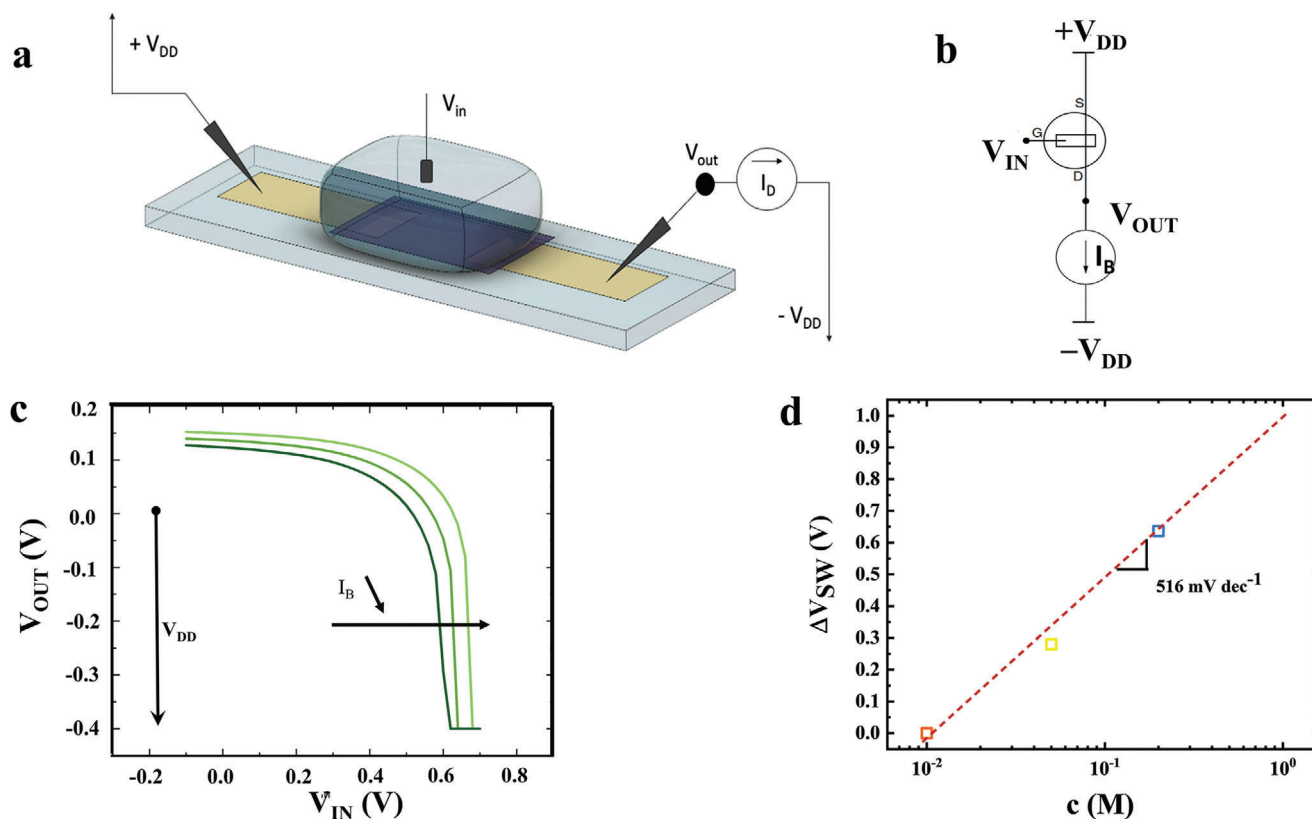 a
+ V_DD
V_in
V_out
I_D
- V_DD
b
+V_DD
S
G
V_IN
D
V_OUT
I_B
−V_DD
c
0.2
0.1
0.0
-0.1
-0.2
-0.3
-0.4
V_OUT (V)
V_DD
I_B
-0.2 0.0 0.2 0.4 0.6 0.8
V_IN (V)
d
1.0
0.9
0.8
0.7
0.6
0.5
0.4
0.3
0.2
0.1
0.0
ΔV_SW (V)
516 mV dec⁻¹
10⁻² 10⁻¹ 10⁰
c (M)